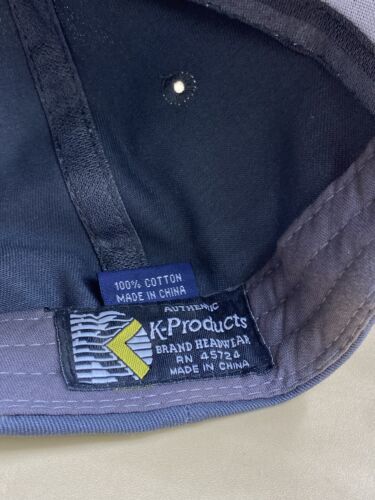 100% COTTON
MADE IN CHINA
AUTHENTIC
K-Products
BRAND HEADWEAR
RN 45724
MADE IN CHINA